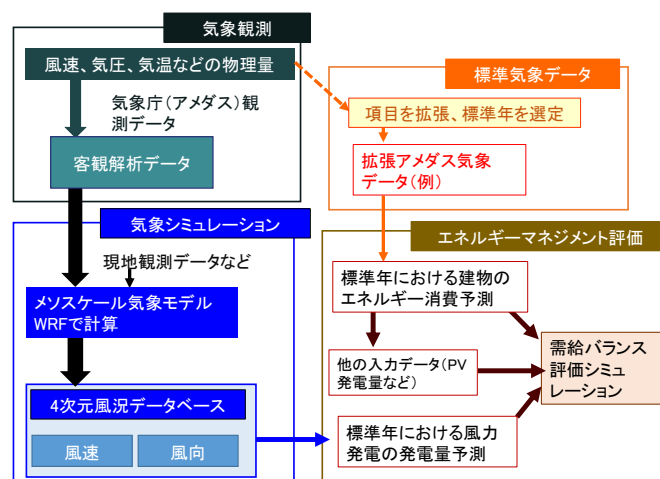 気象観測
風速、気圧、気温などの物理量
気象庁(アメダス)観
測データ
客観解析データ
標準気象データ
項目を拡張、標準年を選定
拡張アメダス気象
データ(例)
気象シミュレーション
現地観測データなど
メソスケール気象モデル
WRFで計算
4次元風況データベース
風速
風向
エネルギーマネジメント評価
標準年における建物の
エネルギー消費予測
他の入力データ(PV
発電量など)
標準年における風力
発電の発電量予測
需給バランス
評価シミュ
レーション